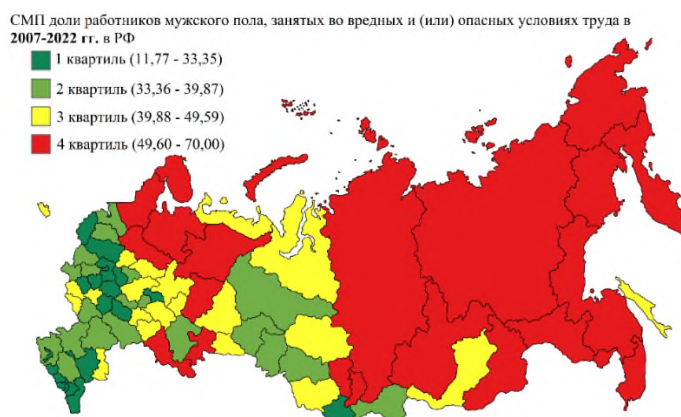 СМП доли работников мужского пола, занятых во вредных и (или) опасных условиях труда в
2007-2022 гг. в РФ
1 квартиль (11,77 - 33,35)
2 квартиль (33,36 - 39,87)
3 квартиль (39,88 - 49,59)
4 квартиль (49,60 - 70,00)